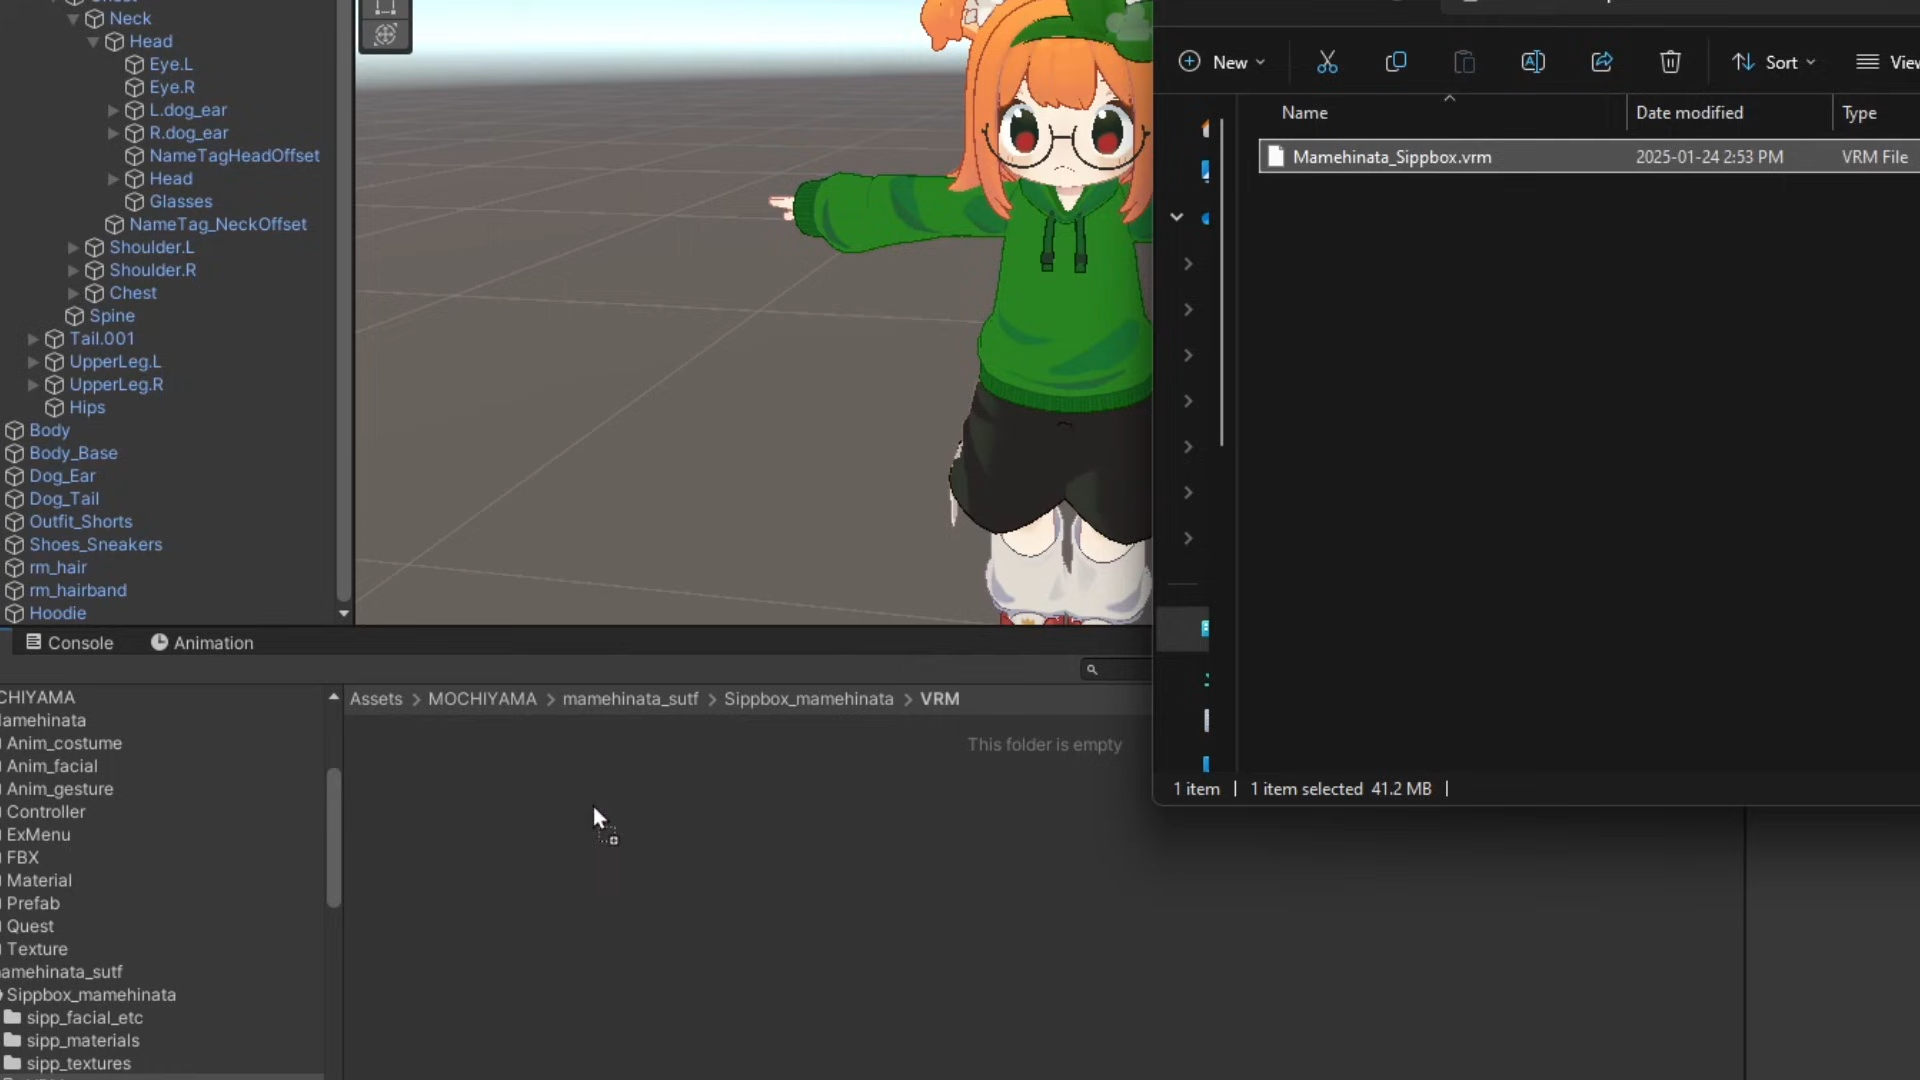 Neck
Head
Eye.L
Eye.R
L.dog_ear
R.dog_ear
NameTagHeadOffset
Head
Glasses
NameTag_NeckOffset
Shoulder.L
Shoulder.R
Chest
Spine
Tail.001
UpperLeg.L
UpperLeg.R
Hips
Body
Body_Base
Dog_Ear
Dog_Tail
Outfit_Shorts
Shoes_Sneakers
rm_hair
rm_hairband
Hoodie
Console Animation
CHIYAMA
amehinata
Anim_costume
Anim_facial
Anim_gesture
Controller
ExMenu
FBX
Material
Prefab
Quest
Texture
amehinata_sutf
Sippbox_mamehinata
sipp_facial_etc
sipp_materials
sipp_textures
Assets > MOCHIYAMA > mamehinata_sutf > Sippbox_mamehinata > VRM
This folder is empty
New Sort View
Name Date modified Type
Mamehinata_Sippbox.vrm 2025-01-24 2:53 PM VRM File
1 item | 1 item selected 41.2 MB |